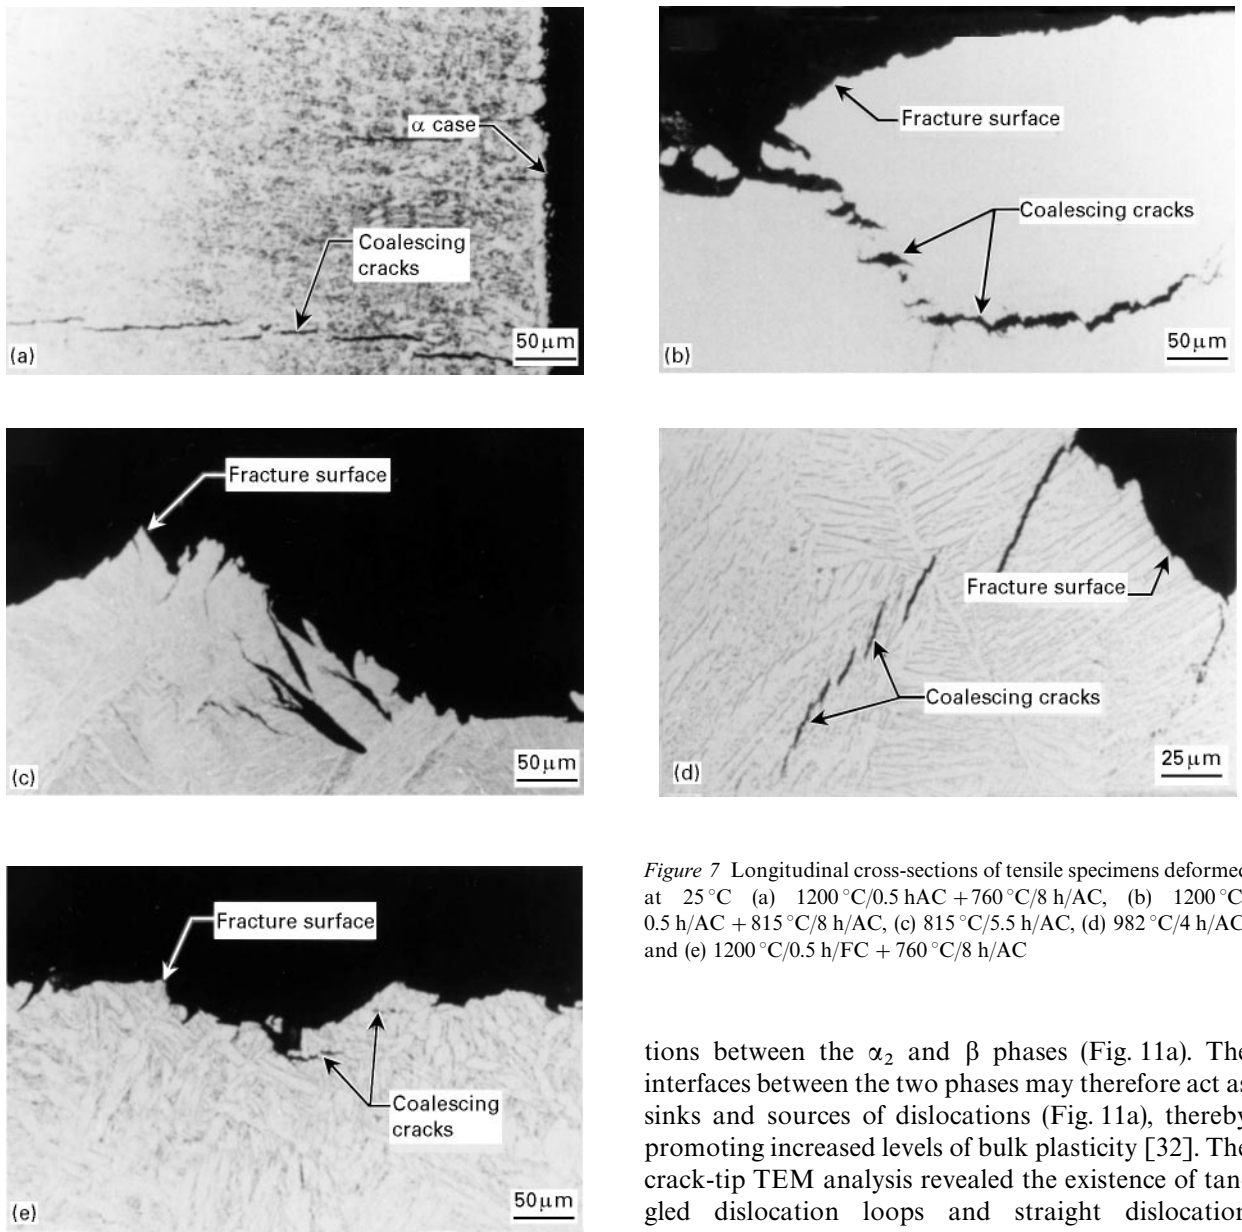 α case
Coalescing
cracks
50 μm
(a)
Fracture surface
Coalescing cracks
50 μm
(b)
Fracture surface
50 μm
(c)
Fracture surface
Coalescing cracks
25 μm
(d)
Fracture surface
Coalescing
cracks
50 μm
(e)
Figure 7 Longitudinal cross-sections of tensile specimens deformed
at 25 °C (a) 1200 °C/0.5 hAC + 760 °C/8 h/AC, (b) 1200 °C
0.5 h/AC + 815 °C/8 h/AC, (c) 815 °C/5.5 h/AC, (d) 982 °C/4 h/AC
and (e) 1200 °C/0.5 h/FC + 760 °C/8 h/AC
tions between the α₂ and β phases (Fig. 11a). The
interfaces between the two phases may therefore act as
sinks and sources of dislocations (Fig. 11a), thereby
promoting increased levels of bulk plasticity [32]. The
crack-tip TEM analysis revealed the existence of tan-
gled dislocation loops and straight dislocation